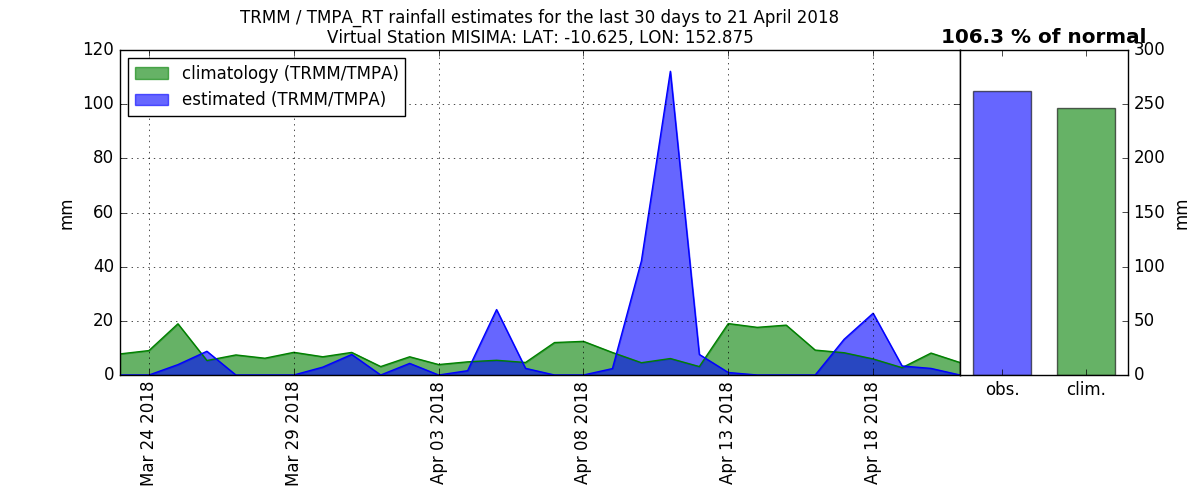 TRMM / TMPA_RT rainfall estimates for the last 30 days to 21 April 2018
Virtual Station MISIMA: LAT: -10.625, LON: 152.875
106.3 % of normal
climatology (TRMM/TMPA)
estimated (TRMM/TMPA)
mm
120
100
80
60
40
20
0
Mar 24 2018
Mar 29 2018
Apr 03 2018
Apr 08 2018
Apr 13 2018
Apr 18 2018
obs.
clim.
300
250
200
150
100
50
0
mm